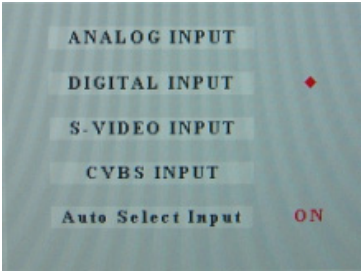 ANALOG INPUT
DIGITAL INPUT
S-VIDEO INPUT
CVBS INPUT
Auto Select Input ON